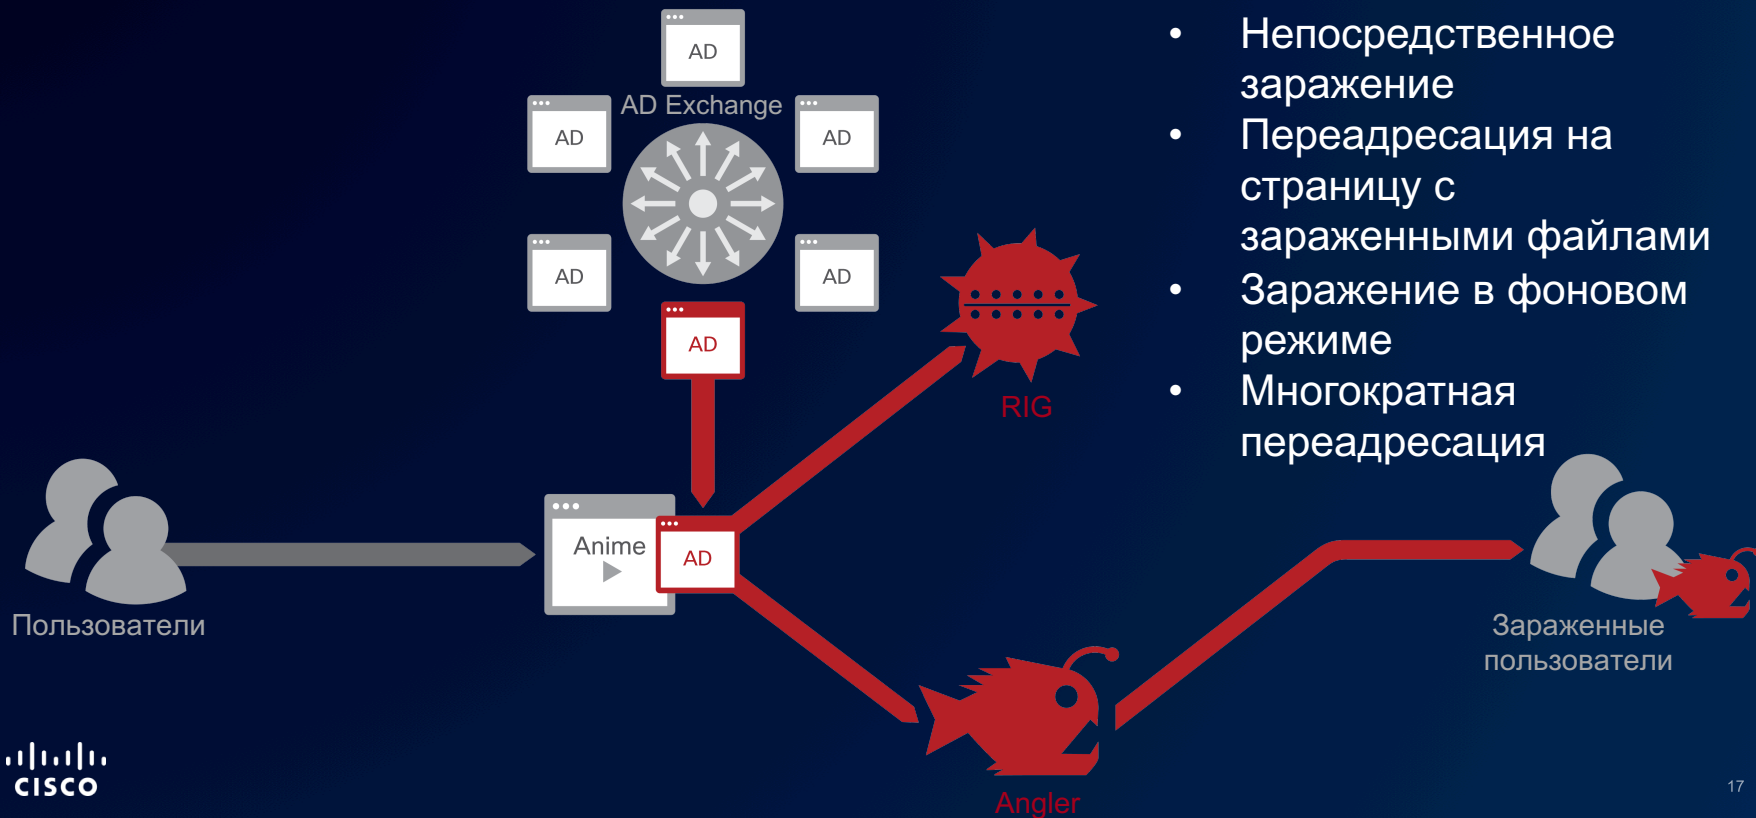 AD
AD Exchange
AD
AD
AD
AD
AD
Anime
AD
Пользователи
RIG
Angler
Зараженные
пользователи
• Непосредственное
заражение
• Переадресация на
страницу с
зараженными файлами
• Заражение в фоновом
режиме
• Многократная
переадресация
CISCO
17